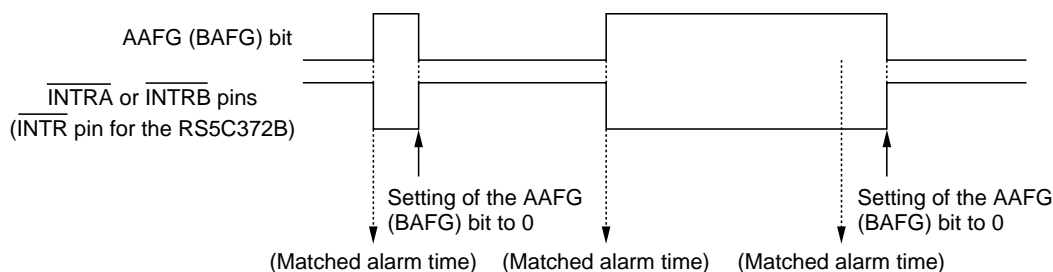 AAFG (BAFG) bit
INTRA or INTRB pins
(INTR pin for the RS5C372B)
Setting of the AAFG
(BAFG) bit to 0
Setting of the AAFG
(BAFG) bit to 0
(Matched alarm time)
(Matched alarm time)
(Matched alarm time)